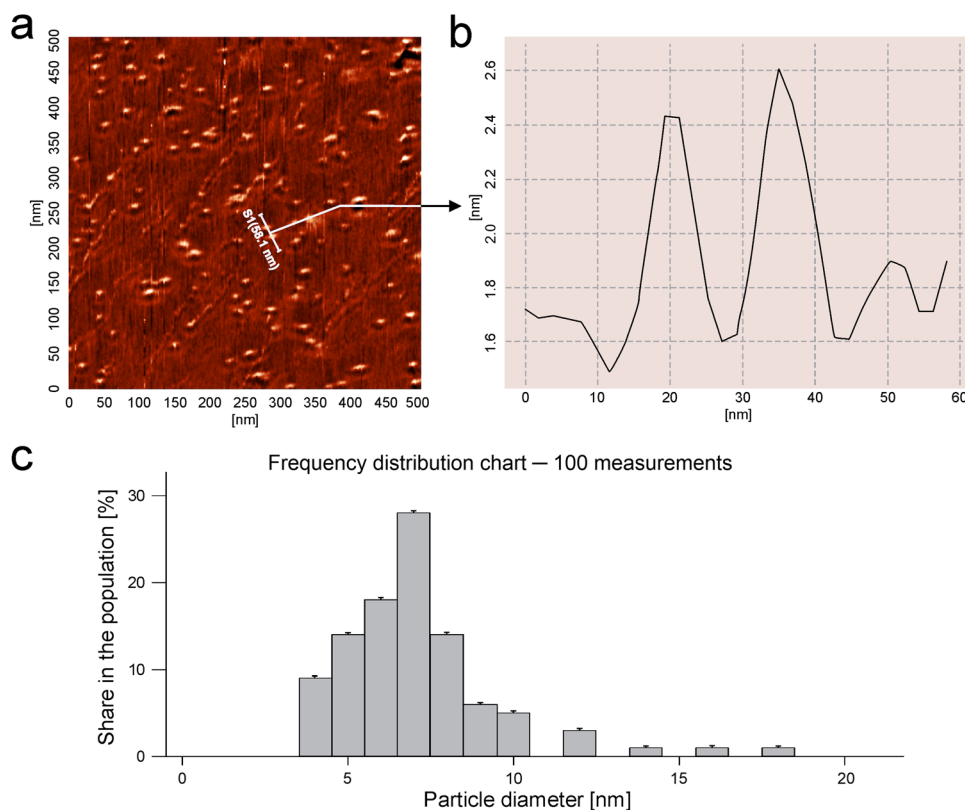 a
500
450
400
350
300
250
200
150
100
50
0
[nm]
S1(58.1 nm)
0 50 100 150 200 250 300 350 400 450 500
[nm]
b
2.6
2.4
2.2
2.0
1.8
1.6
[nm]
0 10 20 30 40 50 60
[nm]
c
Frequency distribution chart — 100 measurements
Share in the population [%]
30
20
10
0
0 5 10 15 20
Particle diameter [nm]